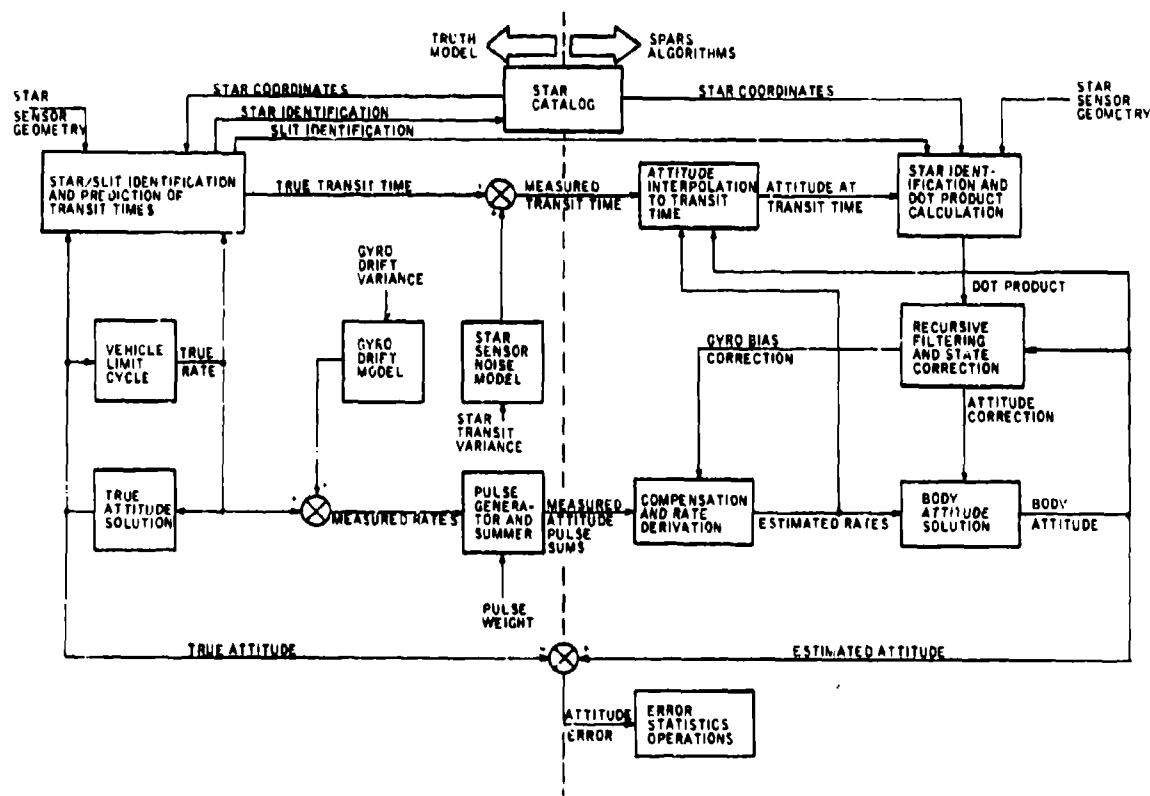 TRUTH
MODEL
SPARS
ALGORITHMS
STAR
CATALOG
STAR COORDINATES
STAR COORDINATES
STAR IDENTIFICATION
SLIT IDENTIFICATION
STAR
SENSOR
GEOMETRY
STAR
SENSOR
GEOMETRY
STAR/SLIT IDENTIFICATION
AND PREDICTION OF
TRANSIT TIMES
TRUE TRANSIT TIME
MEASURED
TRANSIT TIME
ATTITUDE
INTERPOLATION
TO TRANSIT
TIME
ATTITUDE AT
TRANSIT TIME
STAR IDENT-
IFICATION AND
DOT PRODUCT
CALCULATION
GYRO
DRIFT
VARIANCE
DOT PRODUCT
VEHICLE
LIMIT
CYCLE
TRUE
RATE
GYRO
DRIFT
MODEL
STAR
SENSOR
NOISE
MODEL
GYRO BIAS
CORRECTION
RECURSIVE
FILTERING
AND STATE
CORRECTION
STAR
TRANSIT
VARIANCE
ATTITUDE
CORRECTION
TRUE
ATTITUDE
SOLUTION
MEASURED RATES
PULSE
GENERA-
TOR AND
SUMMER
MEASURED
ATTITUDE
PULSE
SUMS
COMPENSATION
AND RATE
DERIVATION
ESTIMATED RATES
BODY
ATTITUDE
SOLUTION
BODY
ATTITUDE
PULSE
WEIGHT
TRUE ATTITUDE
ESTIMATED ATTITUDE
ATTITUDE
ERROR
ERROR
STATISTICS
OPERATIONS